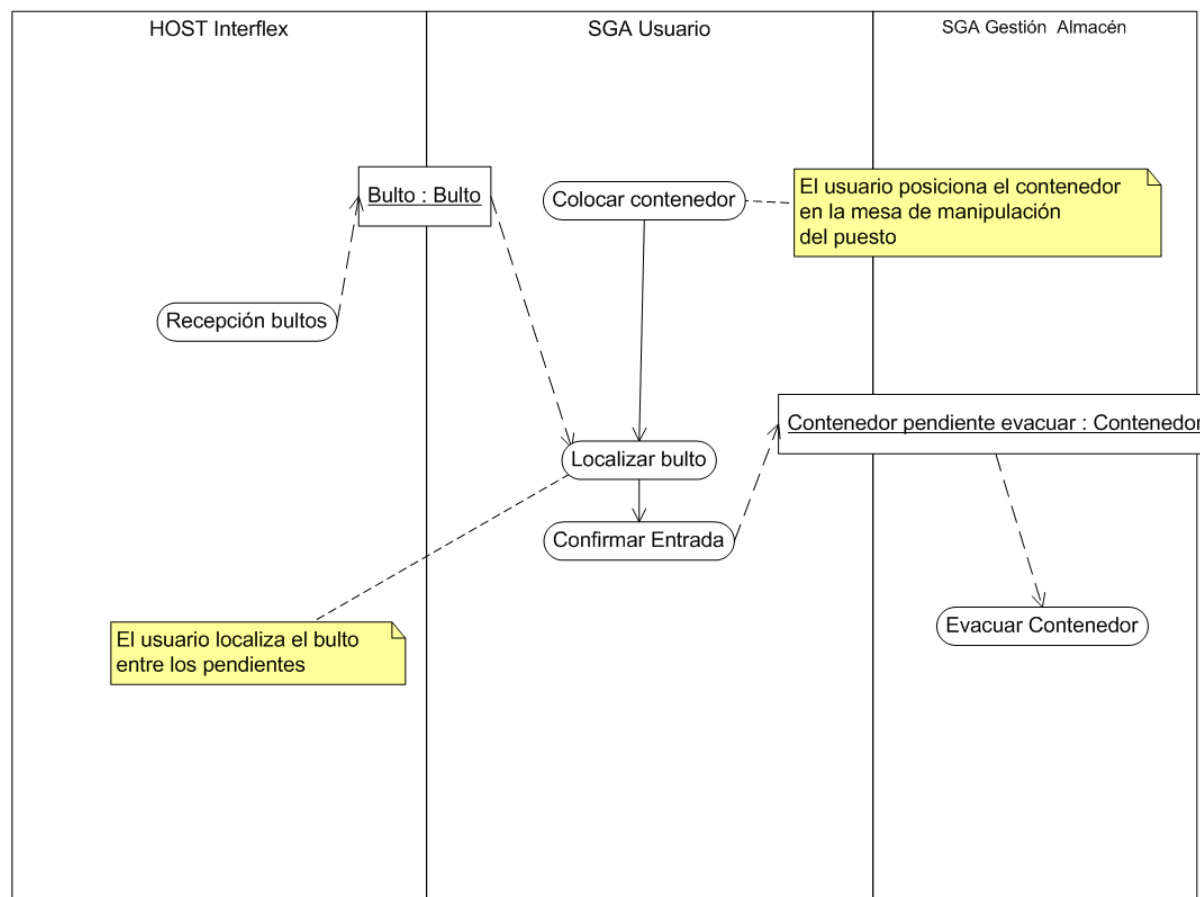 HOST Interflex
SGA Usuario
SGA Gestión Almacén
Bulto : Bulto
Colocar contenedor
El usuario posiciona el contenedor
en la mesa de manipulación
del puesto
Recepción bultos
Contenedor pendiente evacuar : Contenedor
Localizar bulto
Confirmar Entrada
Evacuar Contenedor
El usuario localiza el bulto
entre los pendientes